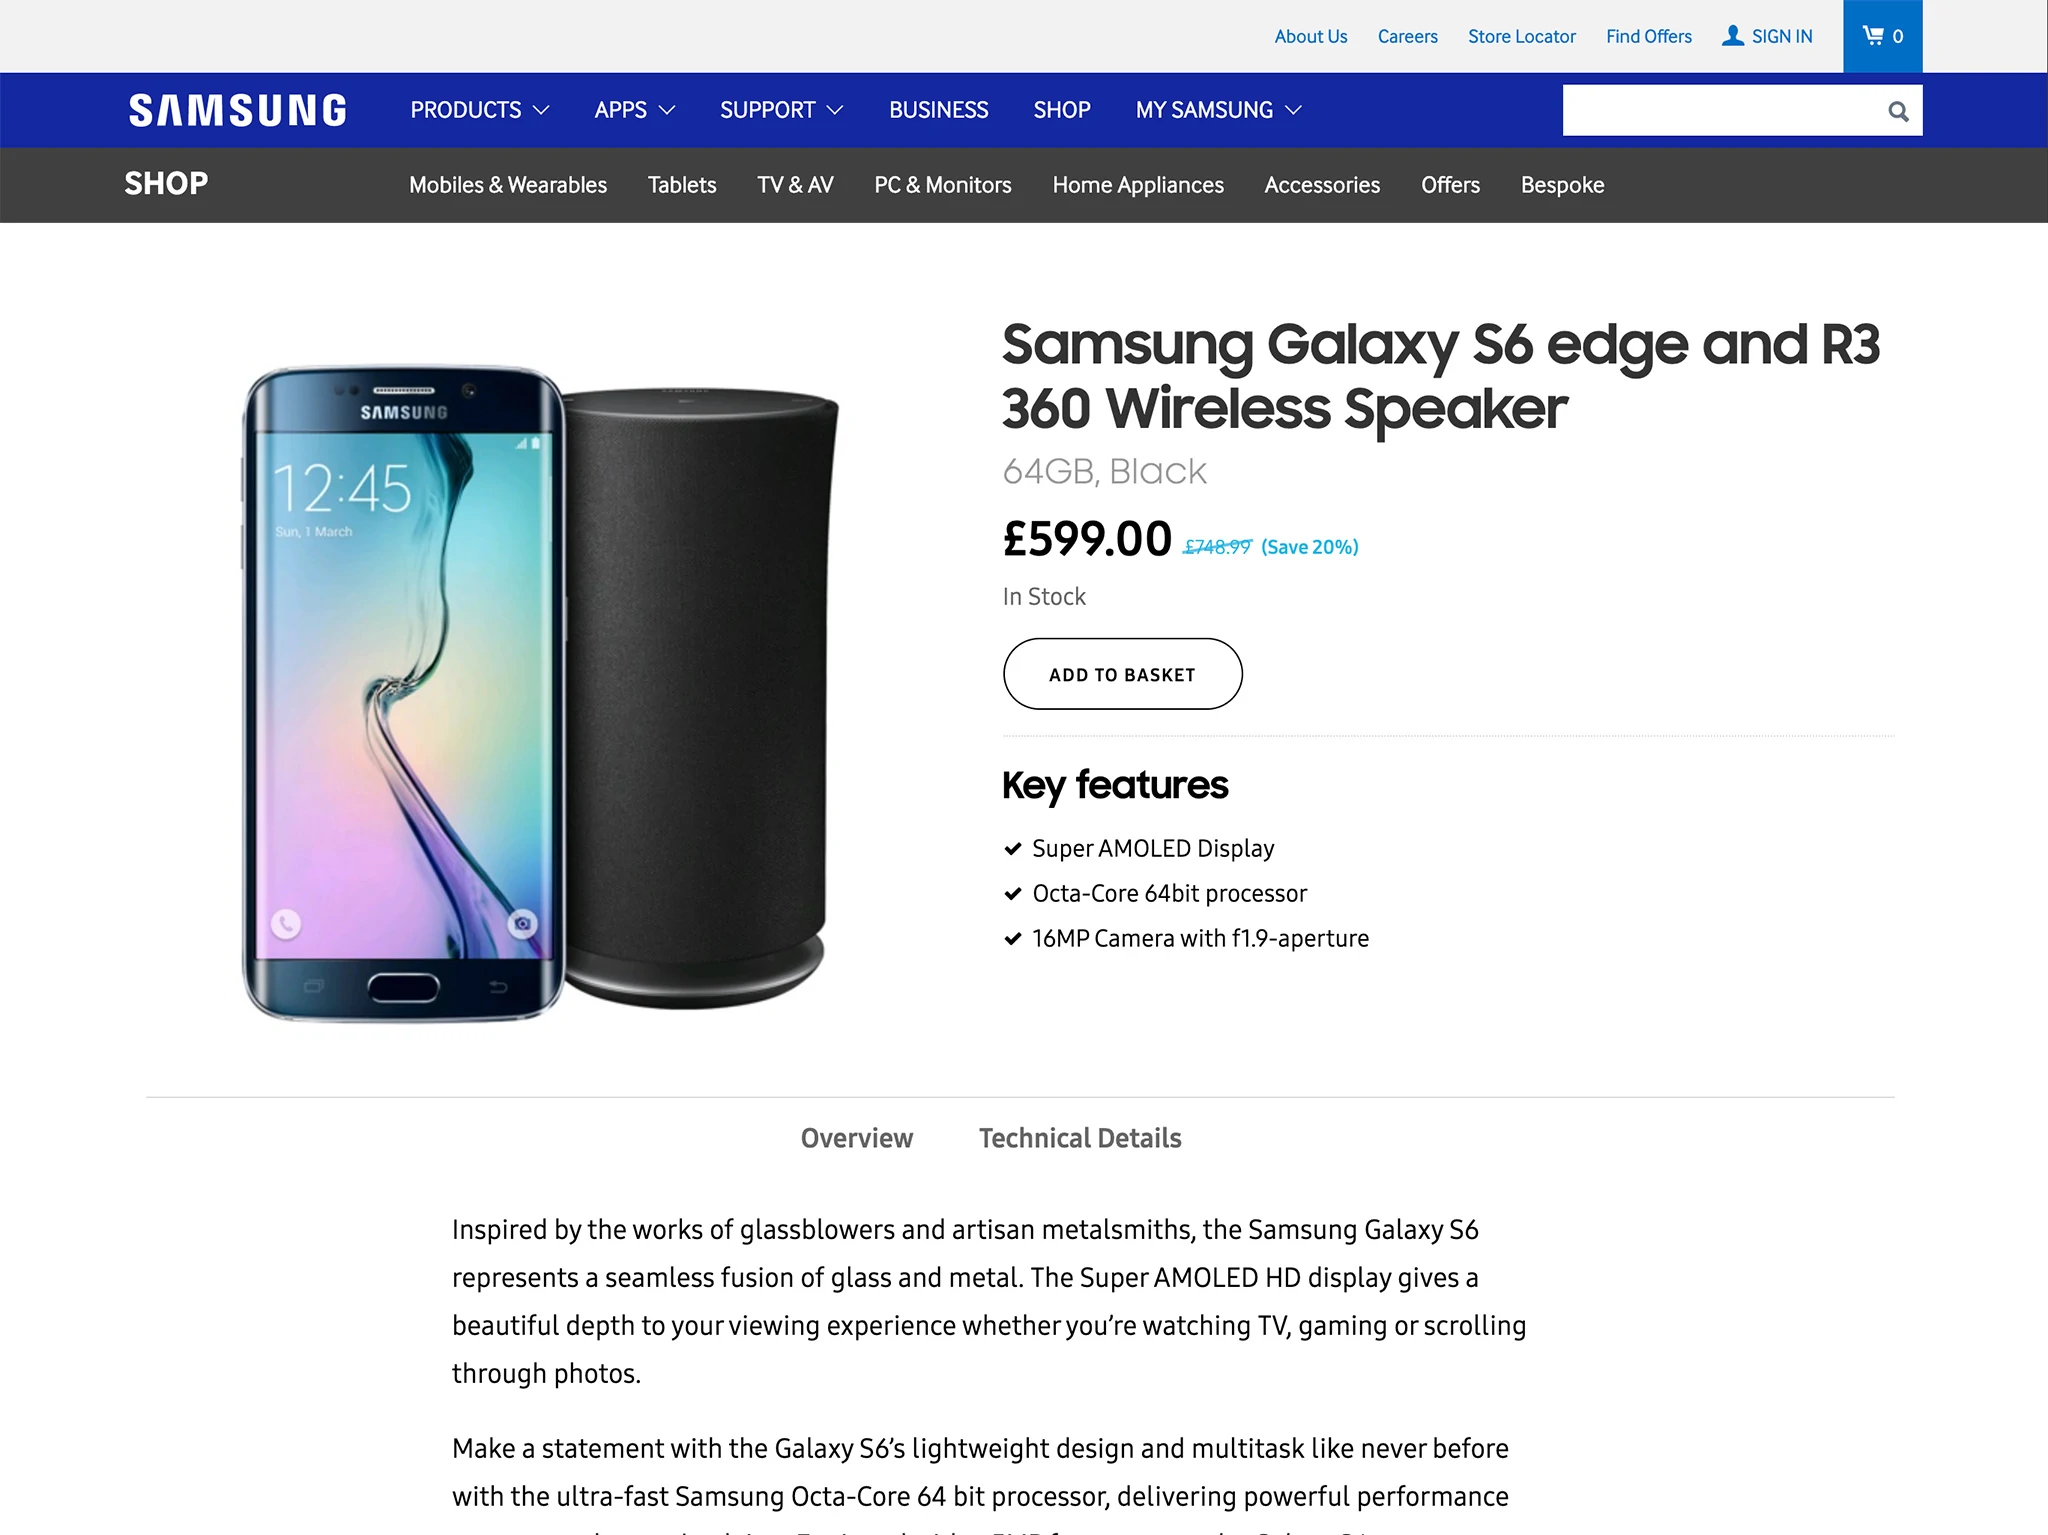 About Us Careers Store Locator Find Offers SIGN IN 0
SAMSUNG PRODUCTS APPS SUPPORT BUSINESS SHOP MY SAMSUNG
SHOP Mobiles & Wearables Tablets TV & AV PC & Monitors Home Appliances Accessories Offers Bespoke
SAMSUNG
12:45
Sun, 1 March
Samsung Galaxy S6 edge and R3
360 Wireless Speaker
64GB, Black
£599.00 £748.99 (Save 20%)
In Stock
ADD TO BASKET
Key features
Super AMOLED Display
Octa-Core 64bit processor
16MP Camera with f1.9-aperture
Overview Technical Details
Inspired by the works of glassblowers and artisan metalsmiths, the Samsung Galaxy S6
represents a seamless fusion of glass and metal. The Super AMOLED HD display gives a
beautiful depth to your viewing experience whether you’re watching TV, gaming or scrolling
through photos.
Make a statement with the Galaxy S6’s lightweight design and multitask like never before
with the ultra-fast Samsung Octa-Core 64 bit processor, delivering powerful performance